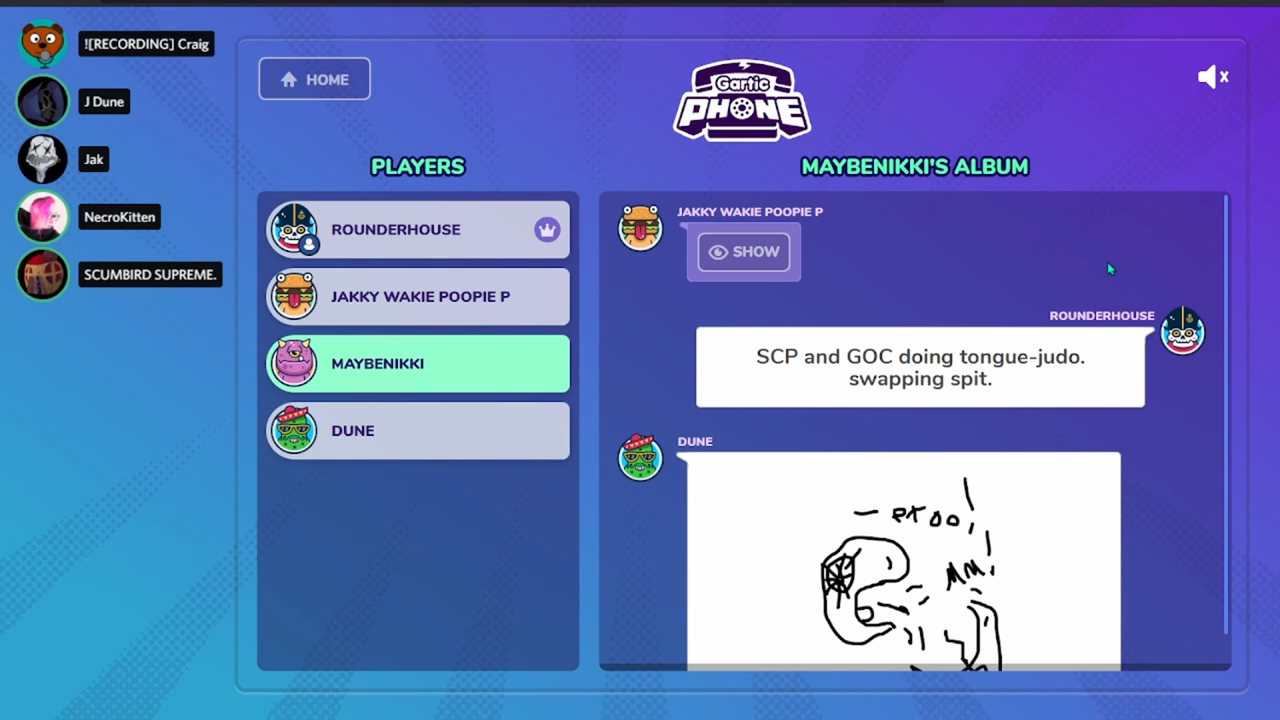 ![RECORDING] Craig
J Dune
Jak
NecroKitten
SCUMBIRD SUPREME.
HOME
Gartic
PHONE
PLAYERS
ROUNDERHOUSE
JAKKY WAKIE POOPIE P
MAYBENIKKI
DUNE
MAYBENIKKI'S ALBUM
JAKKY WAKIE POOPIE P
SHOW
ROUNDERHOUSE
SCP and GOC doing tongue-judo.
swapping spit.
DUNE